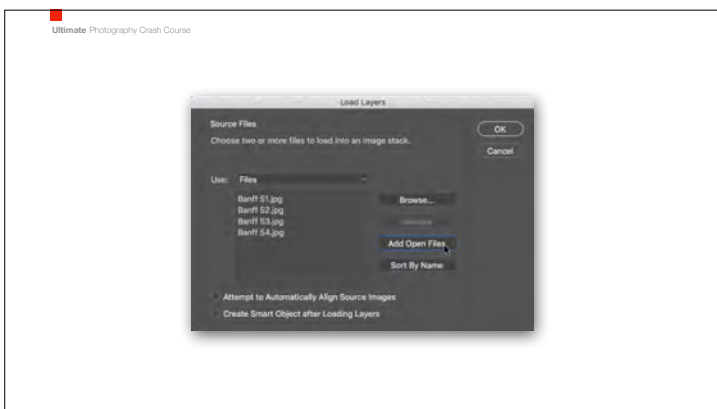 Ultimate Photography Crash Course
Load Layers
Source Files
Choose two or more files to load into an image stack.
OK
Cancel
Use: Files
Banff 51.jpg
Banff 52.jpg
Banff 53.jpg
Banff 54.jpg
Browse...
Add Open Files
Sort By Name
Attempt to Automatically Align Source Images
Create Smart Object after Loading Layers